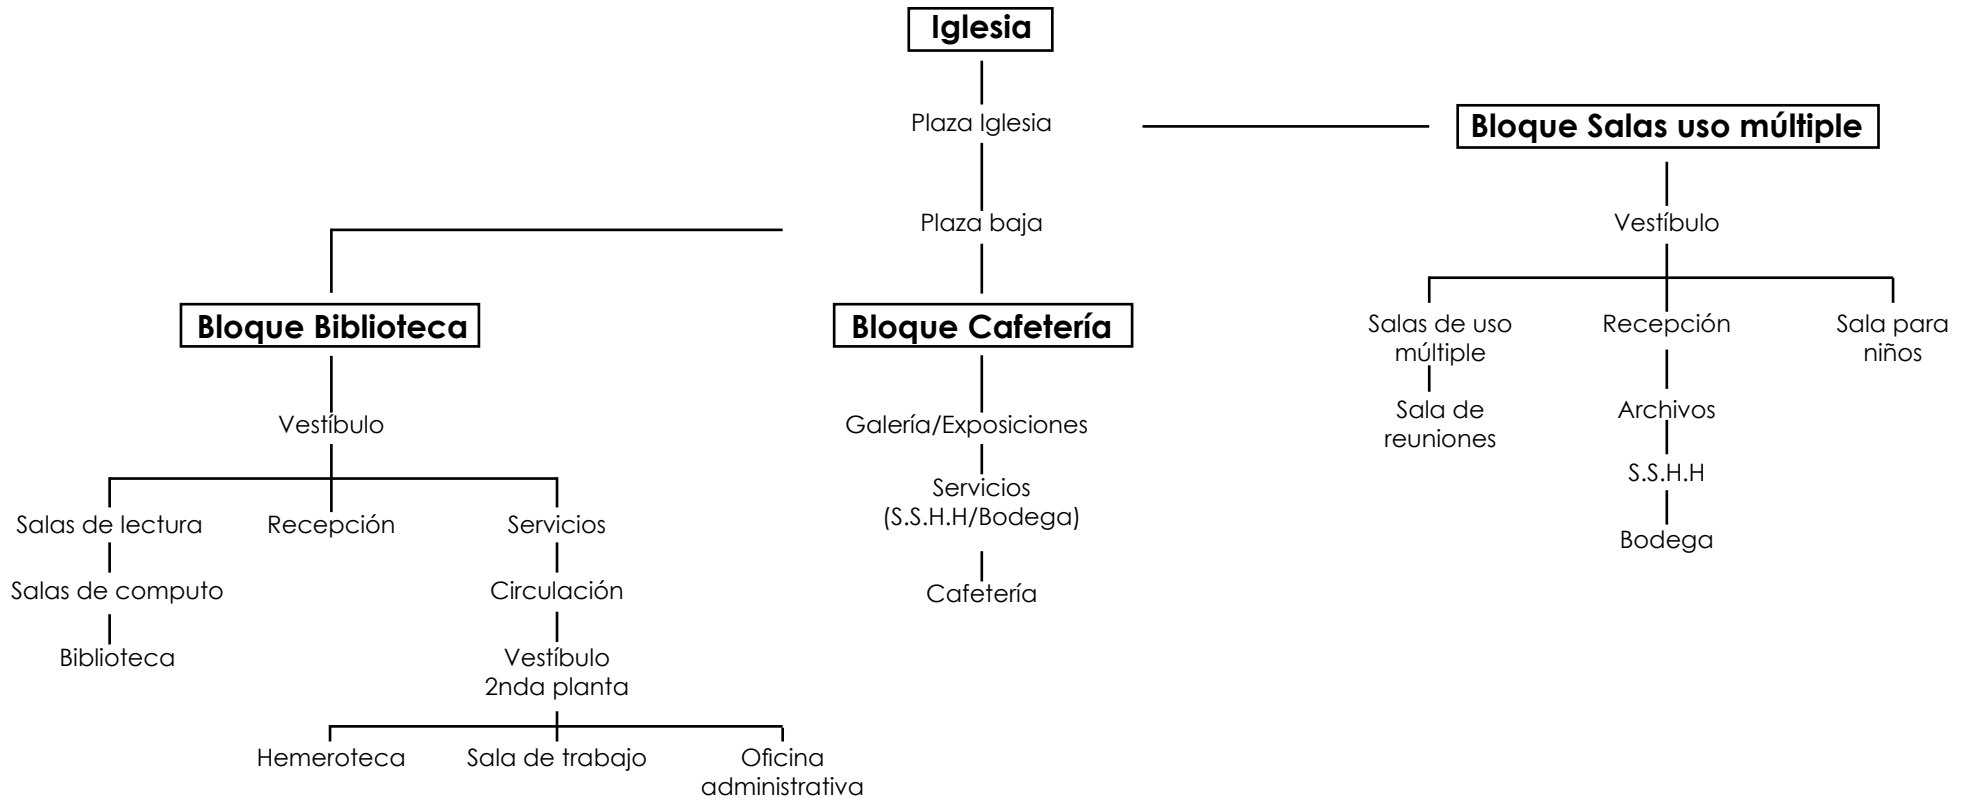 Iglesia
Plaza Iglesia
Bloque Salas uso múltiple
Plaza baja
Vestíbulo
Bloque Biblioteca
Bloque Cafetería
Salas de uso
múltiple
Recepción
Sala para
niños
Vestíbulo
Galería/Exposiciones
Sala de
reuniones
Archivos
S.S.H.H
Bodega
Servicios
(S.S.H.H/Bodega)
Cafetería
Salas de lectura
Recepción
Servicios
Salas de computo
Circulación
Biblioteca
Vestíbulo
2nda planta
Hemeroteca
Sala de trabajo
Oficina
administrativa